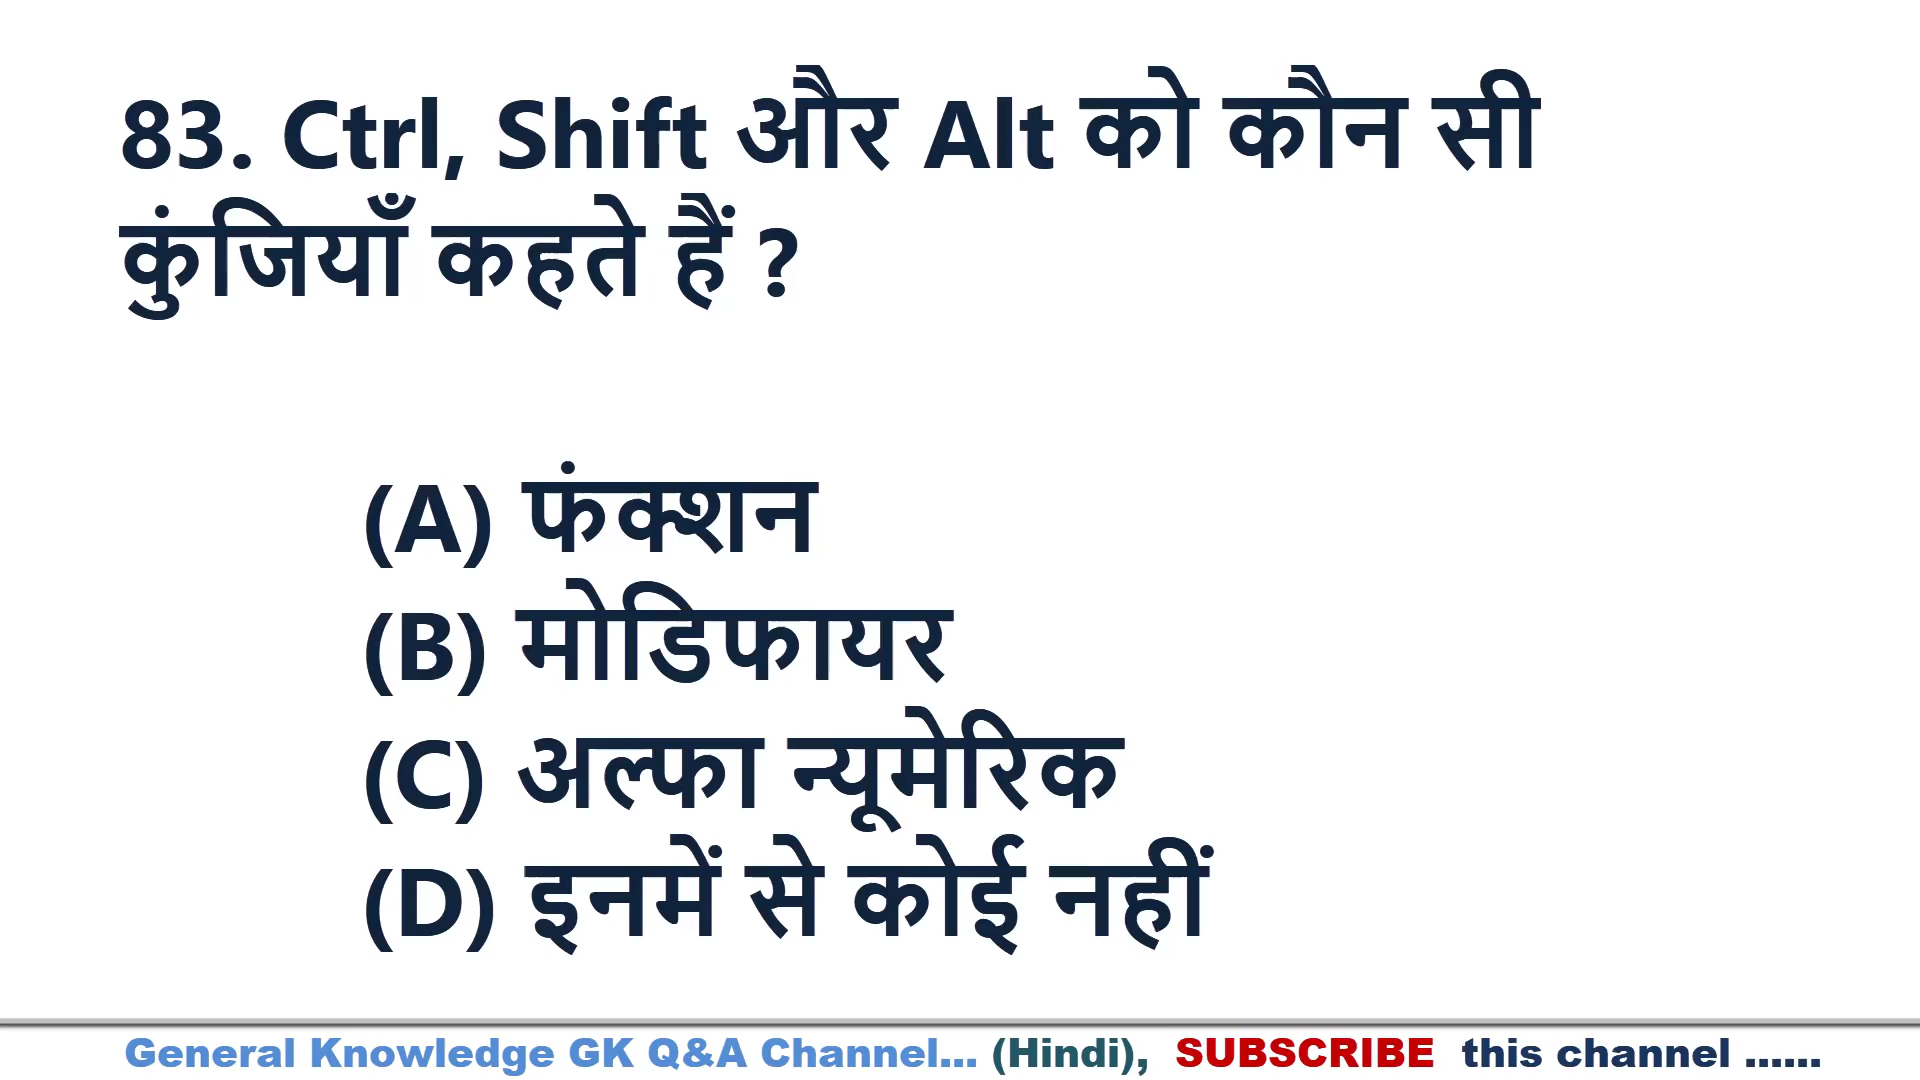 83. Ctrl, Shift और Alt को कौन सी
कुंजियाँ कहते हैं ?
(A) फंक्शन
(B) मोडिफायर
(C) अल्फा न्यूमेरिक
(D) इनमें से कोई नहीं
General Knowledge GK Q&A Channel... (Hindi), SUBSCRIBE this channel ......